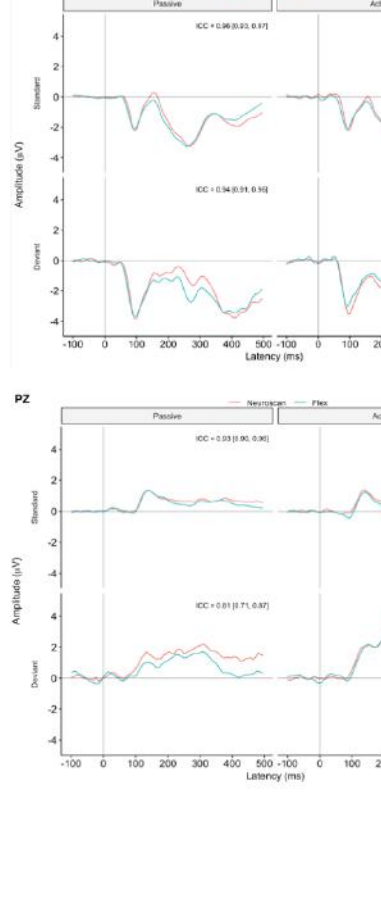 Passive
Act
ICC = 0.96 [0.93, 0.97]
4
2
0
-2
-4
Standard
Amplitude (µV)
ICC = 0.94 [0.91, 0.96]
4
2
0
-2
-4
Deviant
-100 0 100 200 300 400 500 -100 0 100 20
Latency (ms)
PZ
Neuroscan Flex
Passive
Ac
ICC = 0.93 [0.90, 0.96]
4
2
0
-2
-4
Standard
Amplitude (µV)
ICC = 0.81 [0.71, 0.87]
4
2
0
-2
-4
Deviant
-100 0 100 200 300 400 500 -100 0 100 20
Latency (ms)